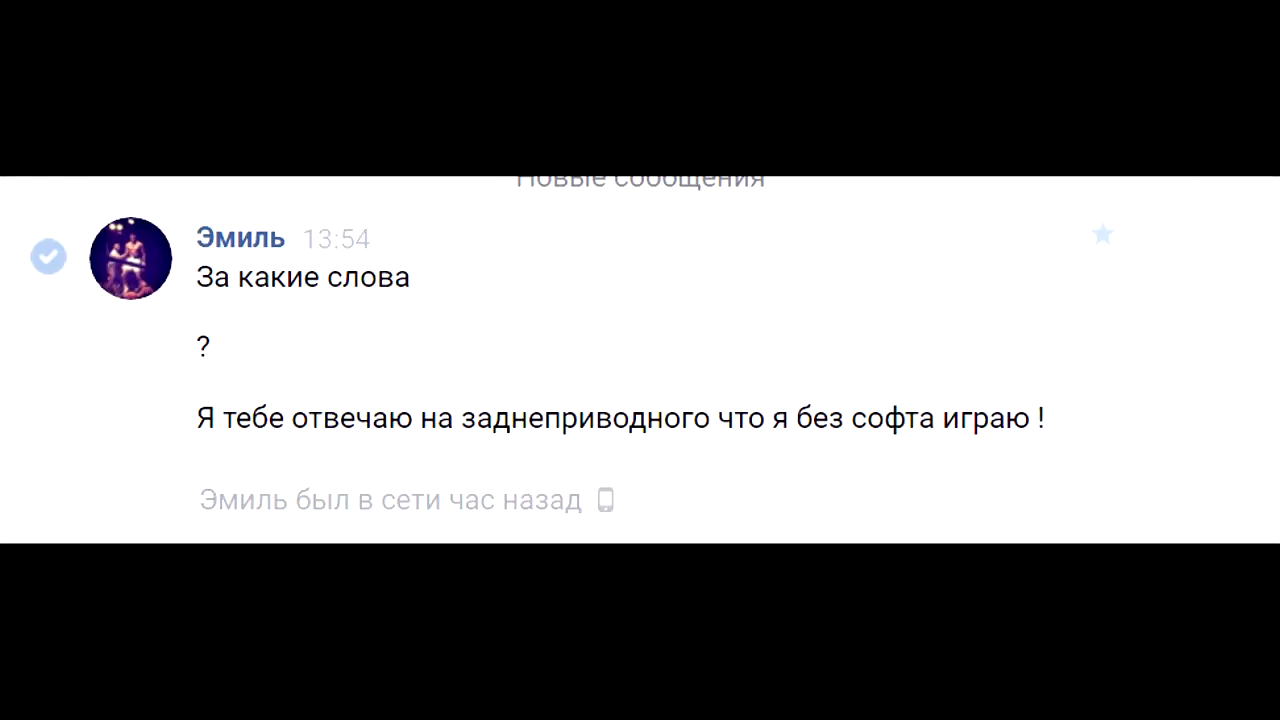 Новые сообщения
Эмиль 13:54
За какие слова
?
Я тебе отвечаю на заднеприводного что я без софта играю !
Эмиль был в сети час назад